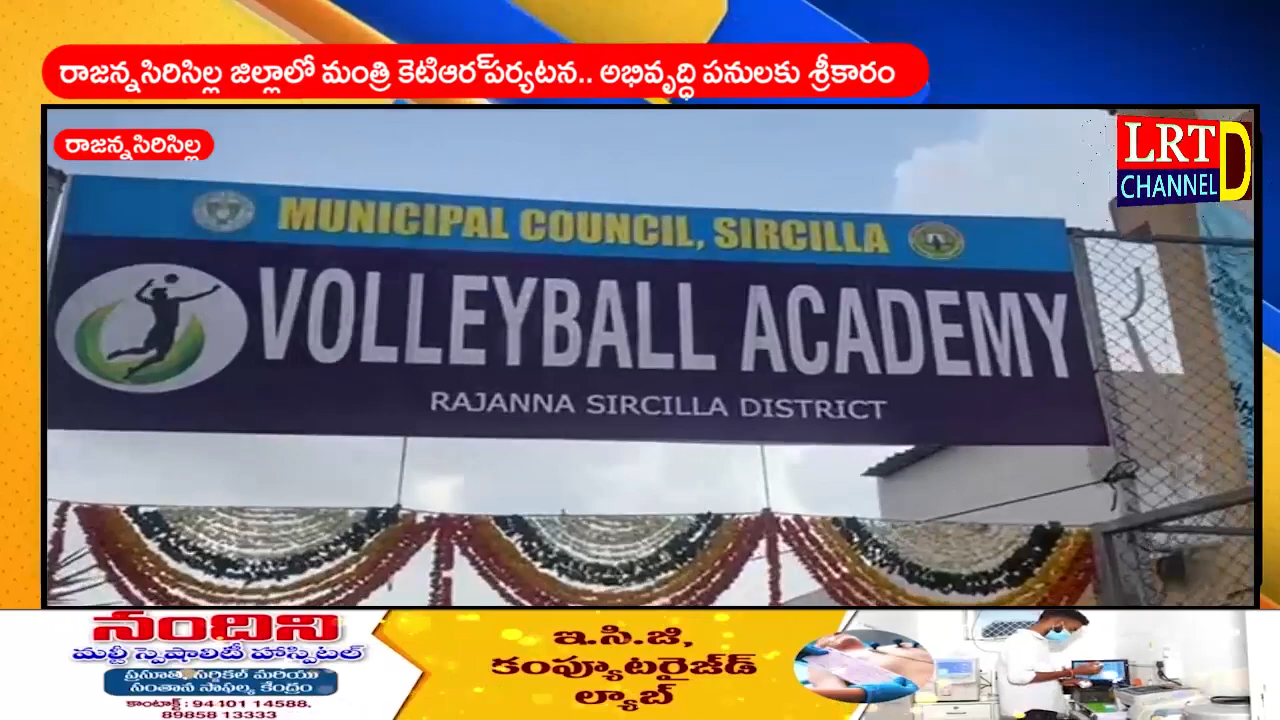 రాజన్నసిరిసిల్ల జిల్లాలో మంత్రి కెటిఆర్‌పర్యటన.. అభివృద్ధి పనులకు శ్రీకారం
రాజన్నసిరిసిల్ల
LRT D
CHANNEL
MUNICIPAL COUNCIL, SIRCILLA
VOLLEYBALL ACADEMY
RAJANNA SIRCILLA DISTRICT
నందిని
మల్టీ స్పెషాలిటీ హాస్పిటల్
ప్రసూతి, సర్జికల్ మరియు
సంతాన సాఫల్య కేంద్రం
కాంటాక్ట్ : 94401 14588,
89858 13333
ఇ.సి.జి,
కంప్యూటరైజ్‌డ్
ల్యాబ్